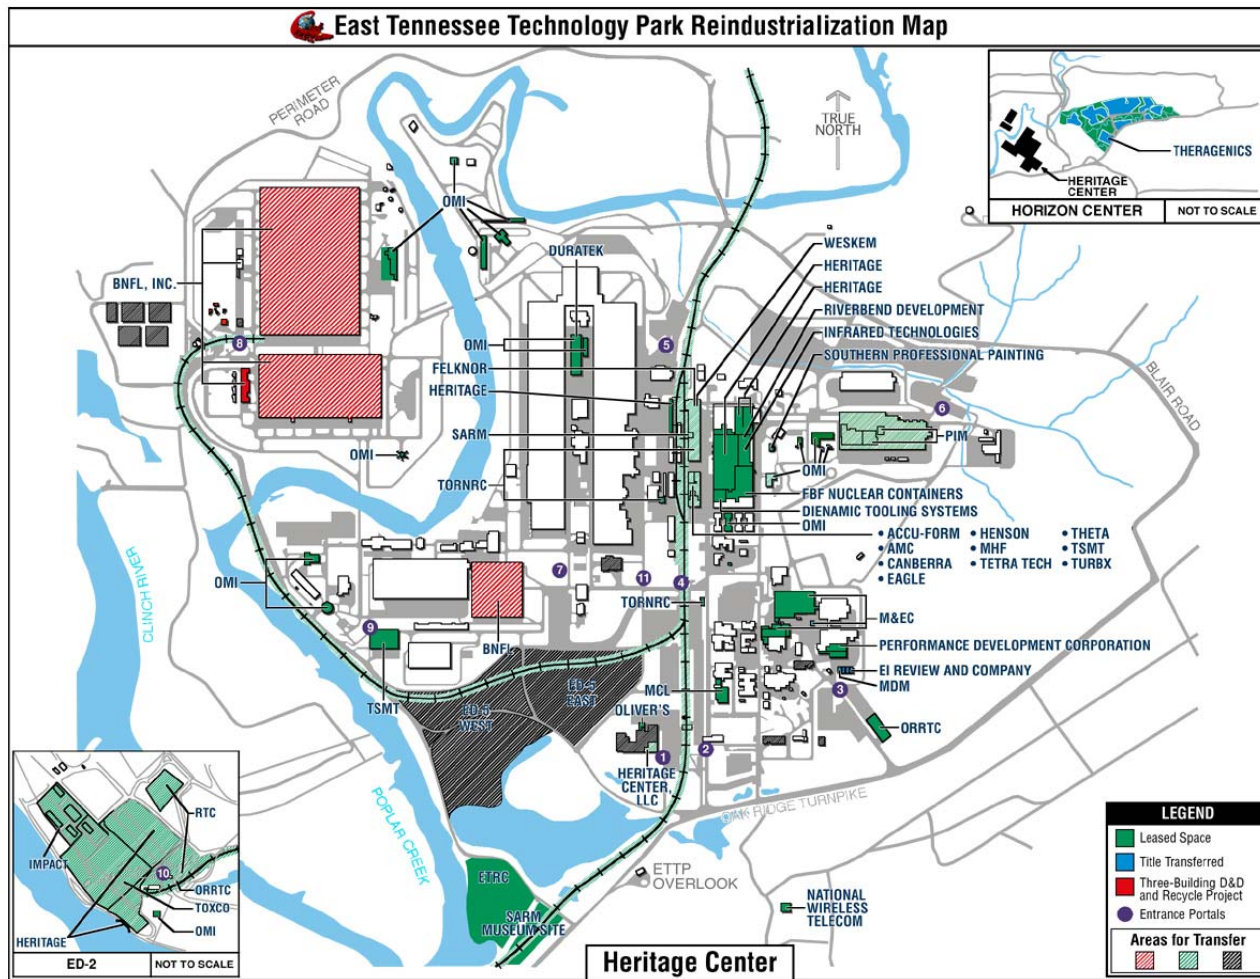 East Tennessee Technology Park Reindustrialization Map
PERIMETER
ROAD
TRUE
NORTH
THERAGENICS
HERITAGE
CENTER
HORIZON CENTER
NOT TO SCALE
OMI
DURATEK
WESKEM
HERITAGE
HERITAGE
RIVERBEND DEVELOPMENT
INFRARED TECHNOLOGIES
SOUTHERN PROFESSIONAL PAINTING
BNFL, INC.
8
OMI
5
FELKNOR
HERITAGE
BLAIR ROAD
6
SARM
PIM
OMI
OMI
TORNRC
FBF NUCLEAR CONTAINERS
DIENAMIC TOOLING SYSTEMS
OMI
• ACCU-FORM • HENSON • THETA
• AMC • MHF • TSMT
• CANBERRA • TETRA TECH • TURBX
• EAGLE
CLINCH RIVER
OMI
7
11
4
TORNRC
M&EC
9
BNFL
PERFORMANCE DEVELOPMENT CORPORATION
EI REVIEW AND COMPANY
MDM
3
TSMT
ED-5
WEST
ED-5
EAST
MCL
OLIVER'S
ORRTC
1
2
HERITAGE
CENTER,
LLC
OAK RIDGE TURNPIKE
POPLAR CREEK
ETTP
OVERLOOK
ETRC
SARM
MUSEUM SITE
NATIONAL
WIRELESS
TELECOM
RTC
IMPACT
10
ORRTC
TOXCO
HERITAGE
OMI
ED-2
NOT TO SCALE
Heritage Center
LEGEND
Leased Space
Title Transferred
Three-Building D&D
and Recycle Project
Entrance Portals
Areas for Transfer